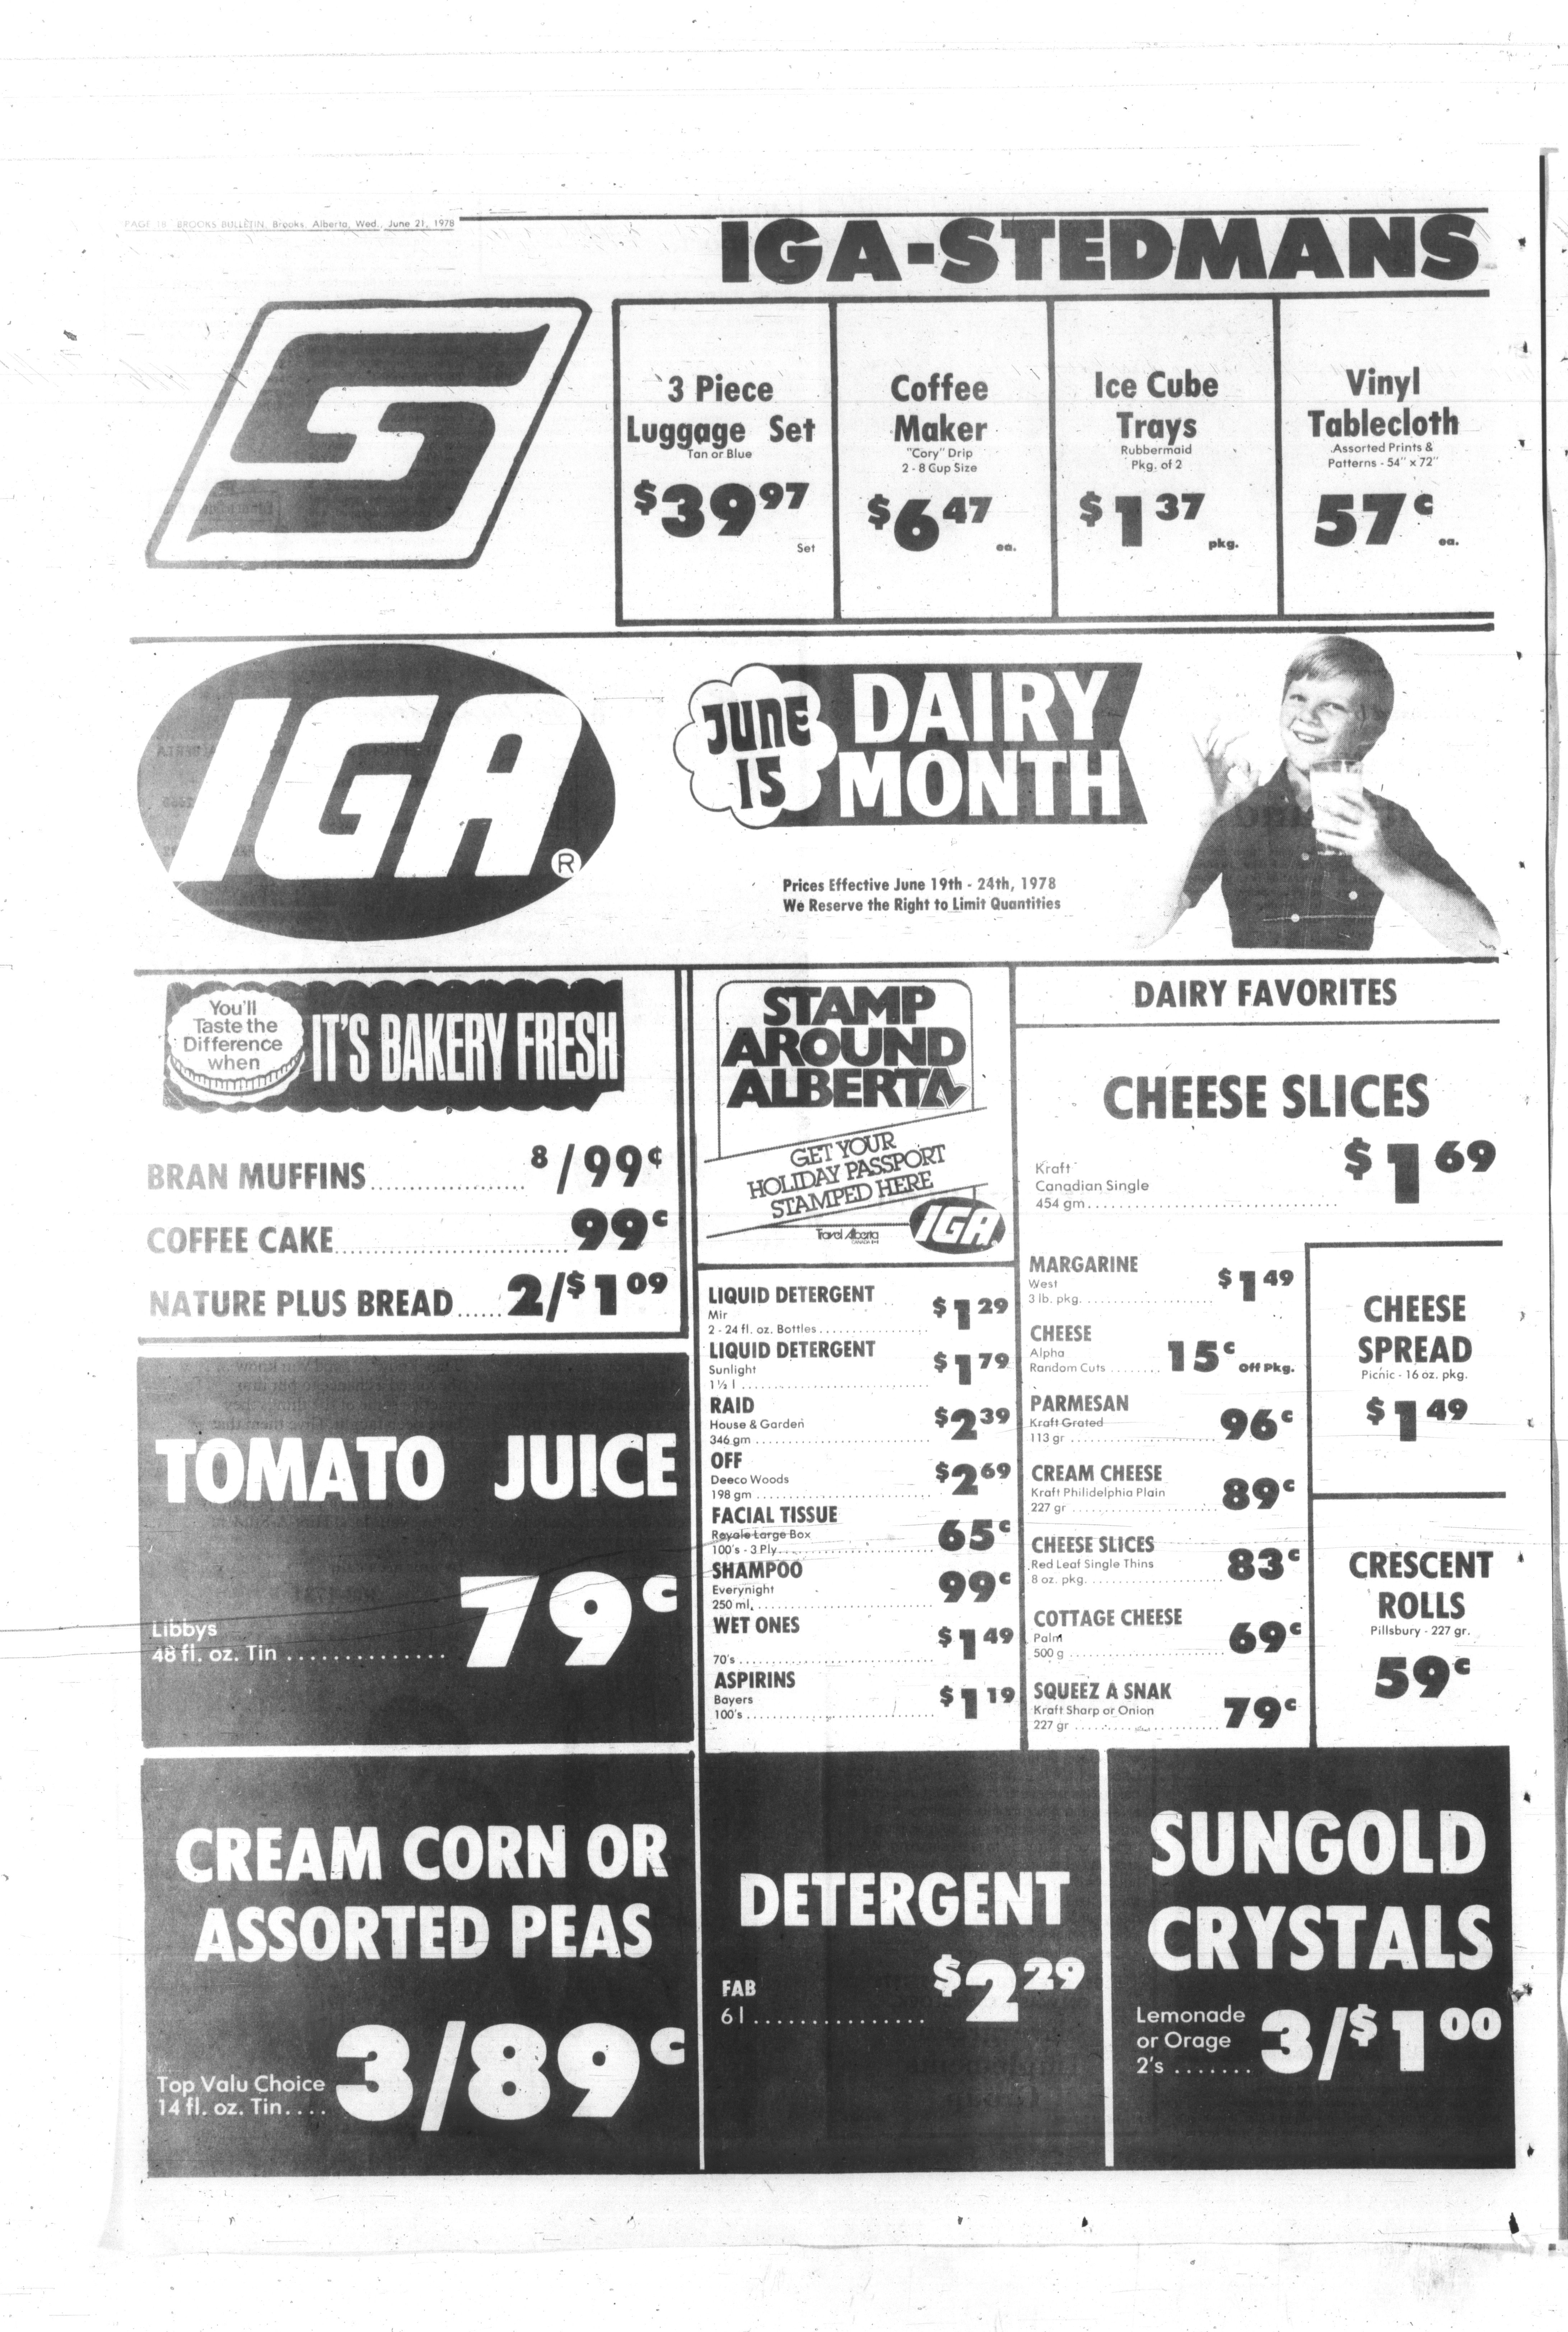 PAGE 18 BROOKS BULLETIN, Brooks, Alberta, Wed., June 21, 1978
IGA-STEDMANS
S
3 Piece
Luggage Set
Tan or Blue
$39 97
Set
Coffee
Maker
"Cory" Drip
2 - 8 Cup Size
$6 47
ea.
Ice Cube
Trays
Rubbermaid
Pkg. of 2
$1 37
pkg.
Vinyl
Tablecloth
Assorted Prints &
Patterns - 54" x 72"
57¢
ea.
IGA®
JUNE
IS
DAIRY
MONTH
Prices Effective June 19th - 24th, 1978
We Reserve the Right to Limit Quantities
You'll
Taste the
Difference
when
IT'S BAKERY FRESH
BRAN MUFFINS.................... 8/99¢
COFFEE CAKE............................. 99¢
NATURE PLUS BREAD...... 2/$1 09
TOMATO JUICE
79¢
Libbys
48 fl. oz. Tin ..............
STAMP
AROUND
ALBERTA
GET YOUR
HOLIDAY PASSPORT
STAMPED HERE
Travel Alberta
CANADA
IGA
LIQUID DETERGENT
Mir
2 - 24 fl. oz. Bottles.................. $1 29
LIQUID DETERGENT
Sunlight
1½ l .............................. $1 79
RAID
House & Garden
346 gm ............................ $2 39
OFF
Deeco Woods
198 gm ............................ $2 69
FACIAL TISSUE
Royale Large Box
100's - 3 Ply........................ 65¢
SHAMPOO
Everynight
250 ml. ............................ 99¢
WET ONES
70's ............................... $1 49
ASPIRINS
Bayers
100's .............................. $1 19
DAIRY FAVORITES
CHEESE SLICES
Kraft
Canadian Single
454 gm.................................. $1 69
MARGARINE
West
3 lb. pkg...................... $1 49
CHEESE
Alpha
Random Cuts ........ 15¢ Off Pkg.
PARMESAN
Kraft Grated
113 gr ........................ 96¢
CREAM CHEESE
Kraft Philidelphia Plain
227 gr ........................ 89¢
CHEESE SLICES
Red Leaf Single Thins
8 oz. pkg. .................... 83¢
COTTAGE CHEESE
Palm
500 g ......................... 69¢
SQUEEZ A SNAK
Kraft Sharp or Onion
227 gr ........................ 79¢
CHEESE
SPREAD
Picnic - 16 oz. pkg.
$1 49
CRESCENT
ROLLS
Pillsbury - 227 gr.
59¢
CREAM CORN OR
ASSORTED PEAS
Top Valu Choice
14 fl. oz. Tin....
3/89¢
DETERGENT
FAB
6 l ............... $2 29
SUNGOLD
CRYSTALS
Lemonade
or Orage
2's ....... 3/$1 00